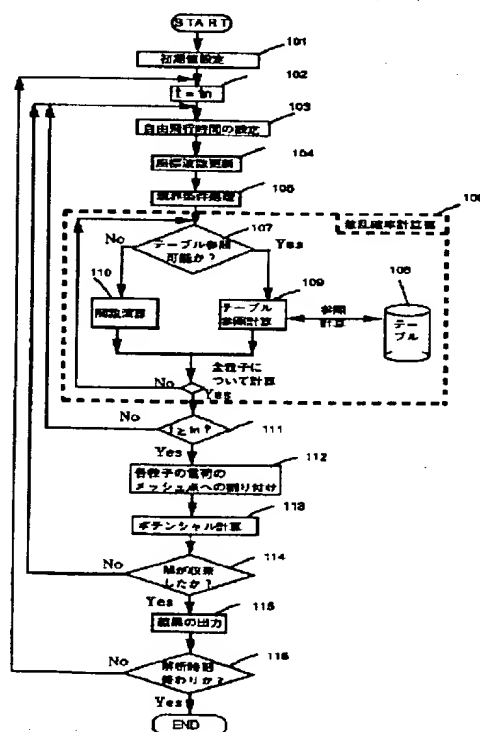 START
101
初期値設定
102
t = tn
103
自由飛行時間の設定
104
座標波数更新
105
境界条件処理
106
散乱確率計算部
107
No
テーブル参照
可能か?
Yes
110
関数演算
109
テーブル
参照計算
参照
計算
108
テーブル
全粒子に
ついて計算
No
Yes
No
t ≥ tn ?
111
Yes
112
各粒子の電荷の
メッシュ点への割り付け
113
ポテンシャル計算
No
114
したか?
Yes
115
結果の出力
No
116
解析時間
終わりか?
Yes
END